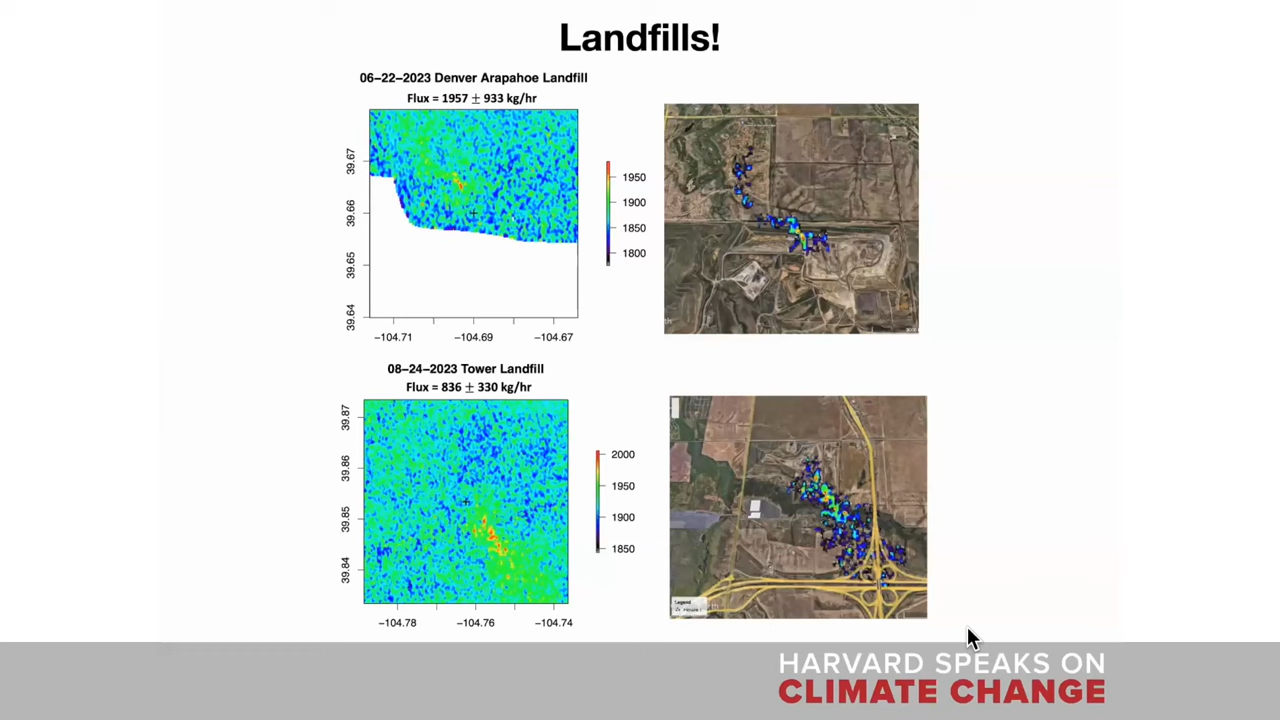 Landfills!
06–22–2023 Denver Arapahoe Landfill
Flux = 1957 ± 933 kg/hr
39.67
39.66
39.65
39.64
−104.71
−104.69
−104.67
1950
1900
1850
1800
08–24–2023 Tower Landfill
Flux = 836 ± 330 kg/hr
39.87
39.86
39.85
39.84
−104.78
−104.76
−104.74
2000
1950
1900
1850
Legend
HARVARD SPEAKS ON
CLIMATE CHANGE